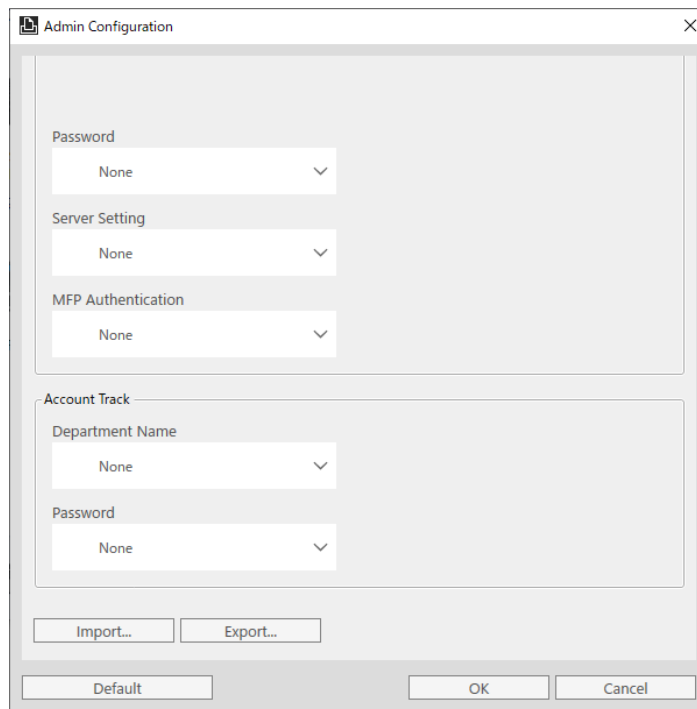 Admin Configuration
Password
None
Server Setting
None
MFP Authentication
None
Account Track
Department Name
None
Password
None
Import... Export...
Default OK Cancel